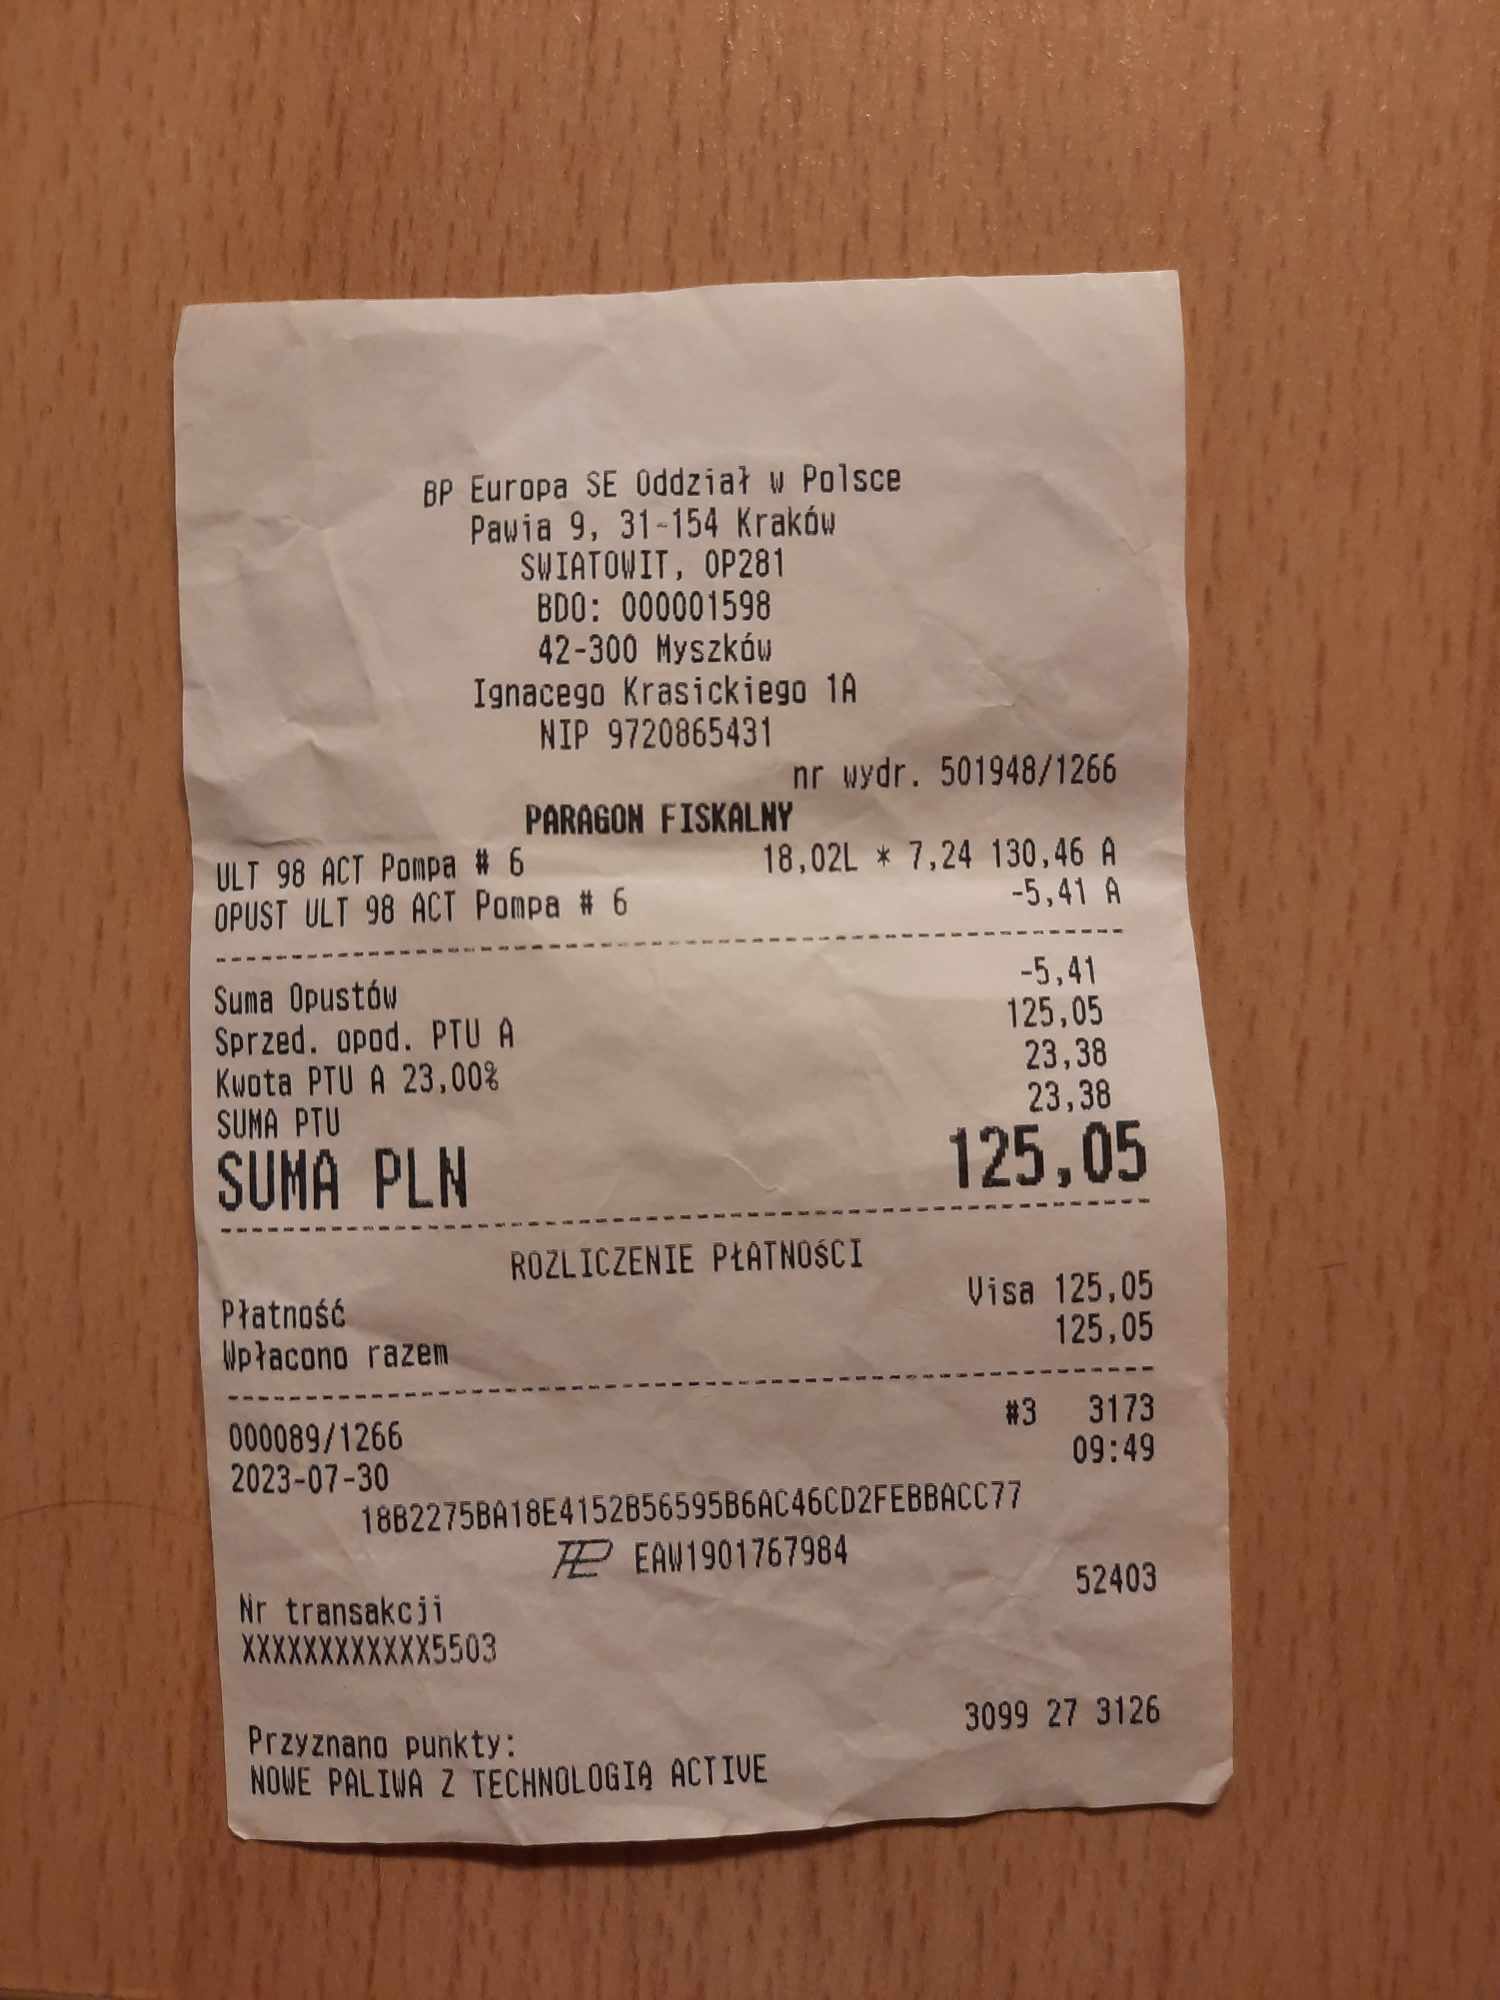 BP Europa SE Oddział w Polsce
Pawia 9, 31-154 Kraków
SWIATOWIT, OP281
BDO: 000001598
42-300 Myszków
Ignacego Krasickiego 1A
NIP 9720865431
nr wydr. 501948/1266
PARAGON FISKALNY
ULT 98 ACT Pompa # 6 18,02L * 7,24 130,46 A
OPUST ULT 98 ACT Pompa # 6 -5,41 A
Suma Opustów -5,41
Sprzed. opod. PTU A 125,05
Kwota PTU A 23,00% 23,38
SUMA PTU 23,38
SUMA PLN 125,05
ROZLICZENIE PŁATNOŚCI
Płatność Visa 125,05
Wpłacono razem 125,05
000089/1266 #3 3173
2023-07-30 09:49
18B2275BA18E4152B56595B6AC46CD2FEBBACC77
EAW1901767984
Nr transakcji 52403
XXXXXXXXXXXX5503
Przyznano punkty: 3099 27 3126
NOWE PALIWA Z TECHNOLOGIĄ ACTIVE